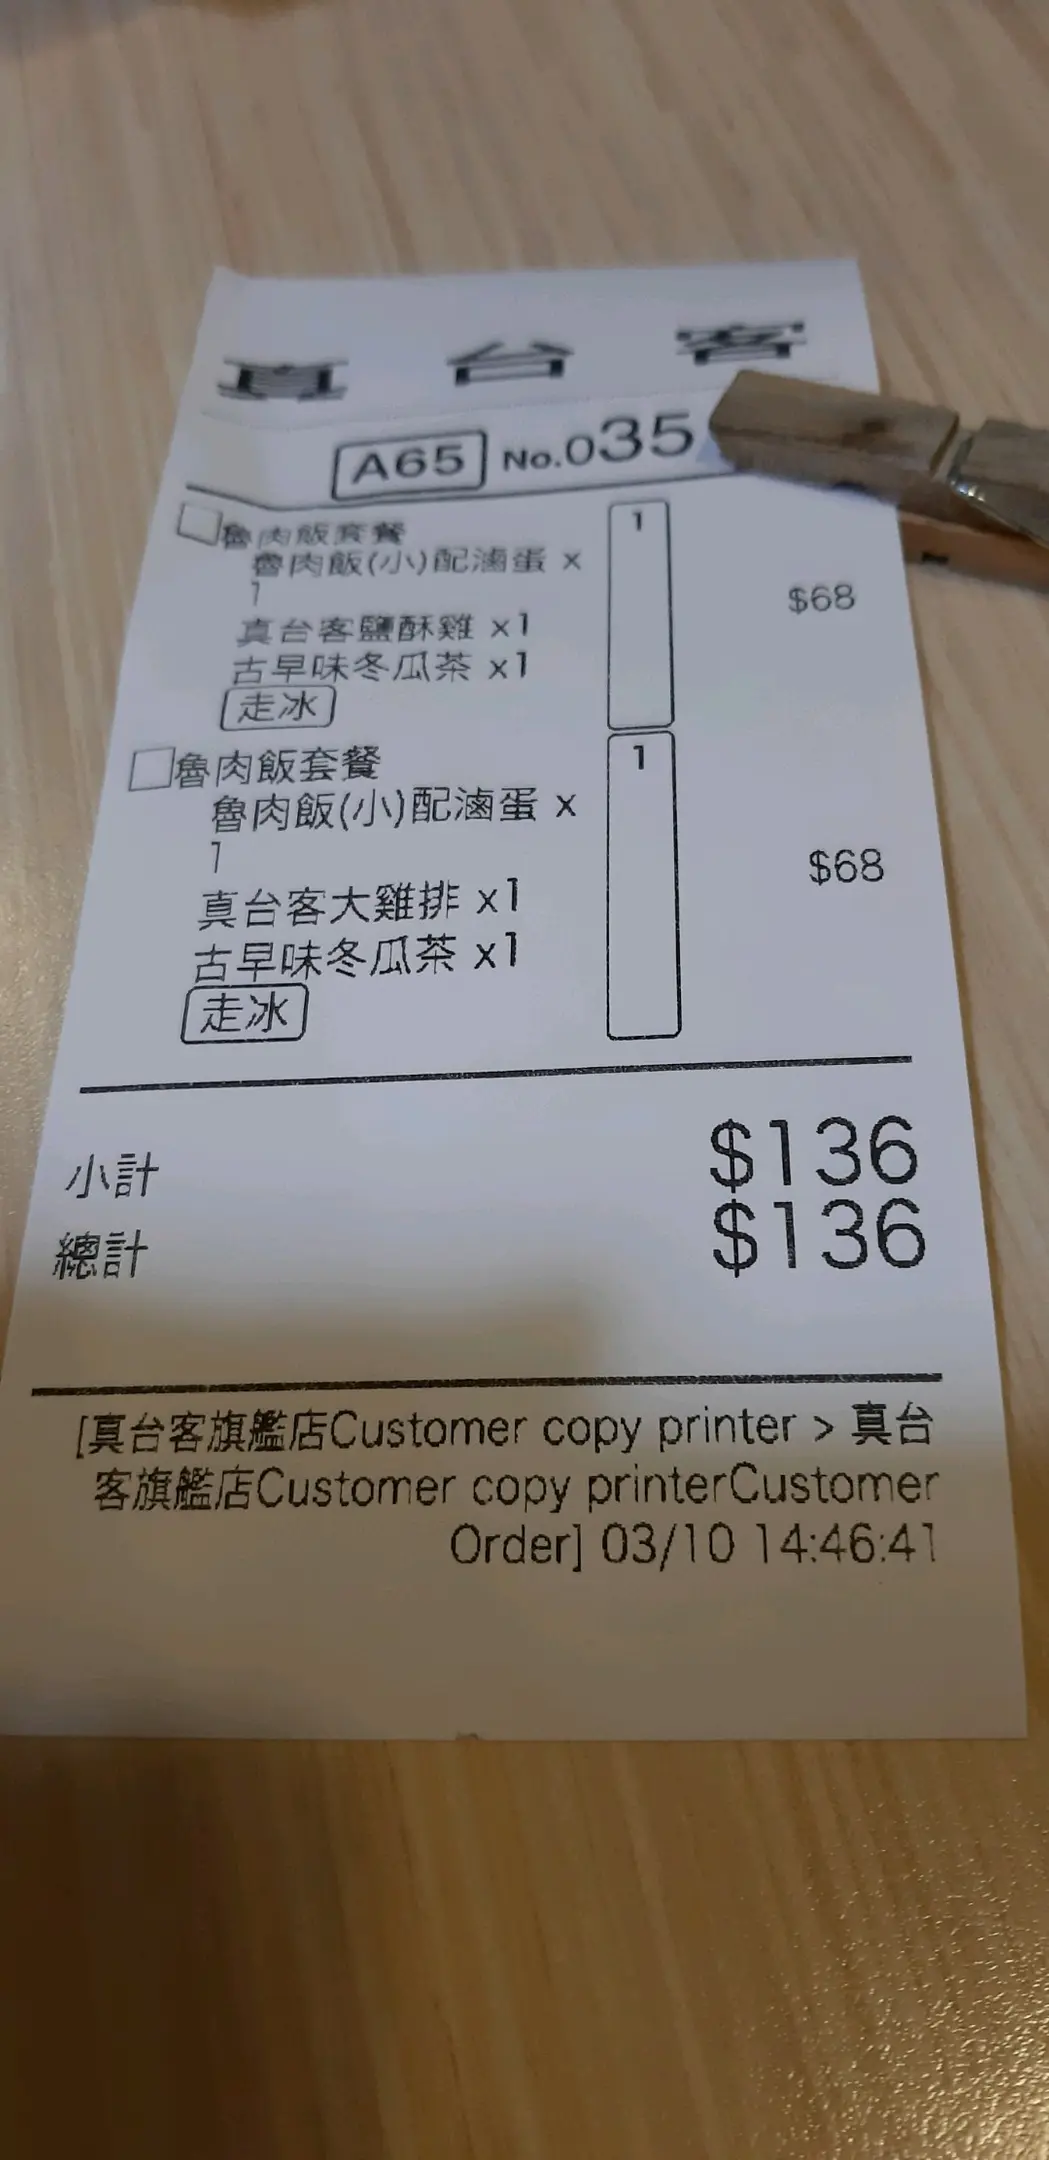 真台客
A65 No.035
魯肉飯套餐 1
魯肉飯(小)配滷蛋 x
1 $68
真台客鹽酥雞 x1
古早味冬瓜茶 x1
走冰
魯肉飯套餐 1
魯肉飯(小)配滷蛋 x
1 $68
真台客大雞排 x1
古早味冬瓜茶 x1
走冰
小計 $136
總計 $136
[真台客旗艦店Customer copy printer > 真台
客旗艦店Customer copy printerCustomer
Order] 03/10 14:46:41